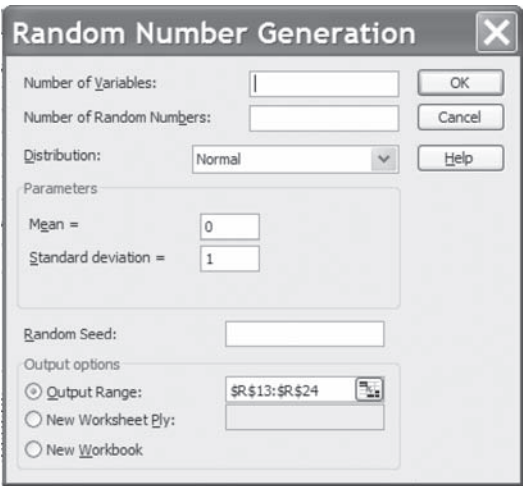 Random Number Generation
Number of Variables:
OK
Number of Random Numbers:
Cancel
Distribution:
Normal
Help
Parameters
Mean =
0
Standard deviation =
1
Random Seed:
Output options
Output Range:
$R$13:$R$24
New Worksheet Ply:
New Workbook